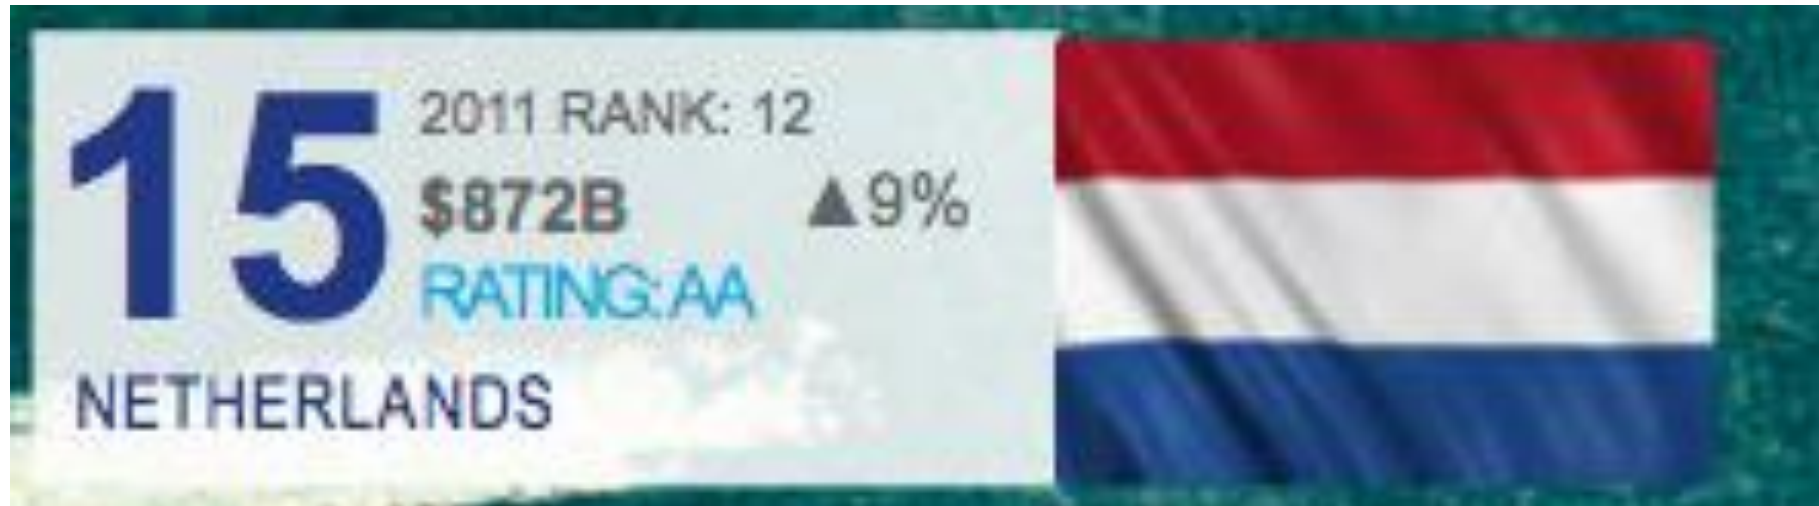 15
2011 RANK: 12
$872B ▲9%
RATING:AA
NETHERLANDS